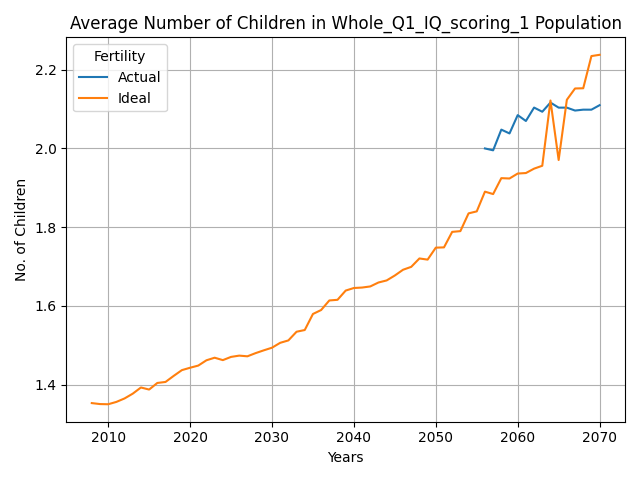 Average Number of Children in Whole_Q1_IQ_scoring_1 Population
Fertility
Actual
Ideal
No. of Children
2.2
2.0
1.8
1.6
1.4
2010 2020 2030 2040 2050 2060 2070
Years